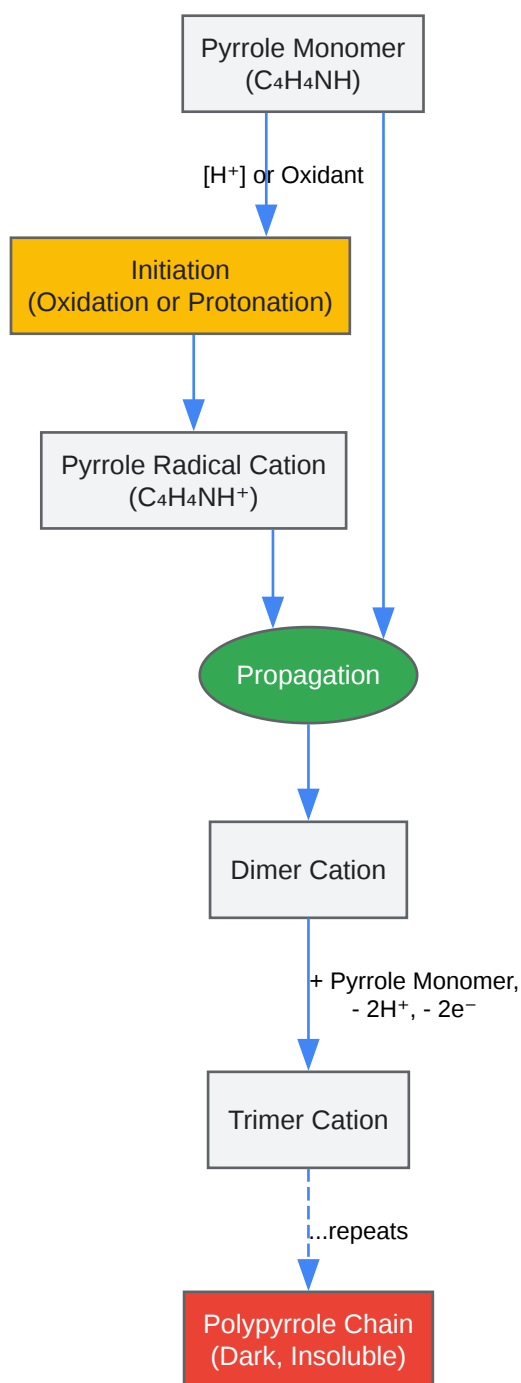 Pyrrole Monomer
(C₄H₄NH)
[H⁺] or Oxidant
Initiation
(Oxidation or Protonation)
Pyrrole Radical Cation
(C₄H₄NH⁺)
Propagation
Dimer Cation
+ Pyrrole Monomer,
- 2H⁺, - 2e⁻
Trimer Cation
...repeats
Polypyrrole Chain
(Dark, Insoluble)